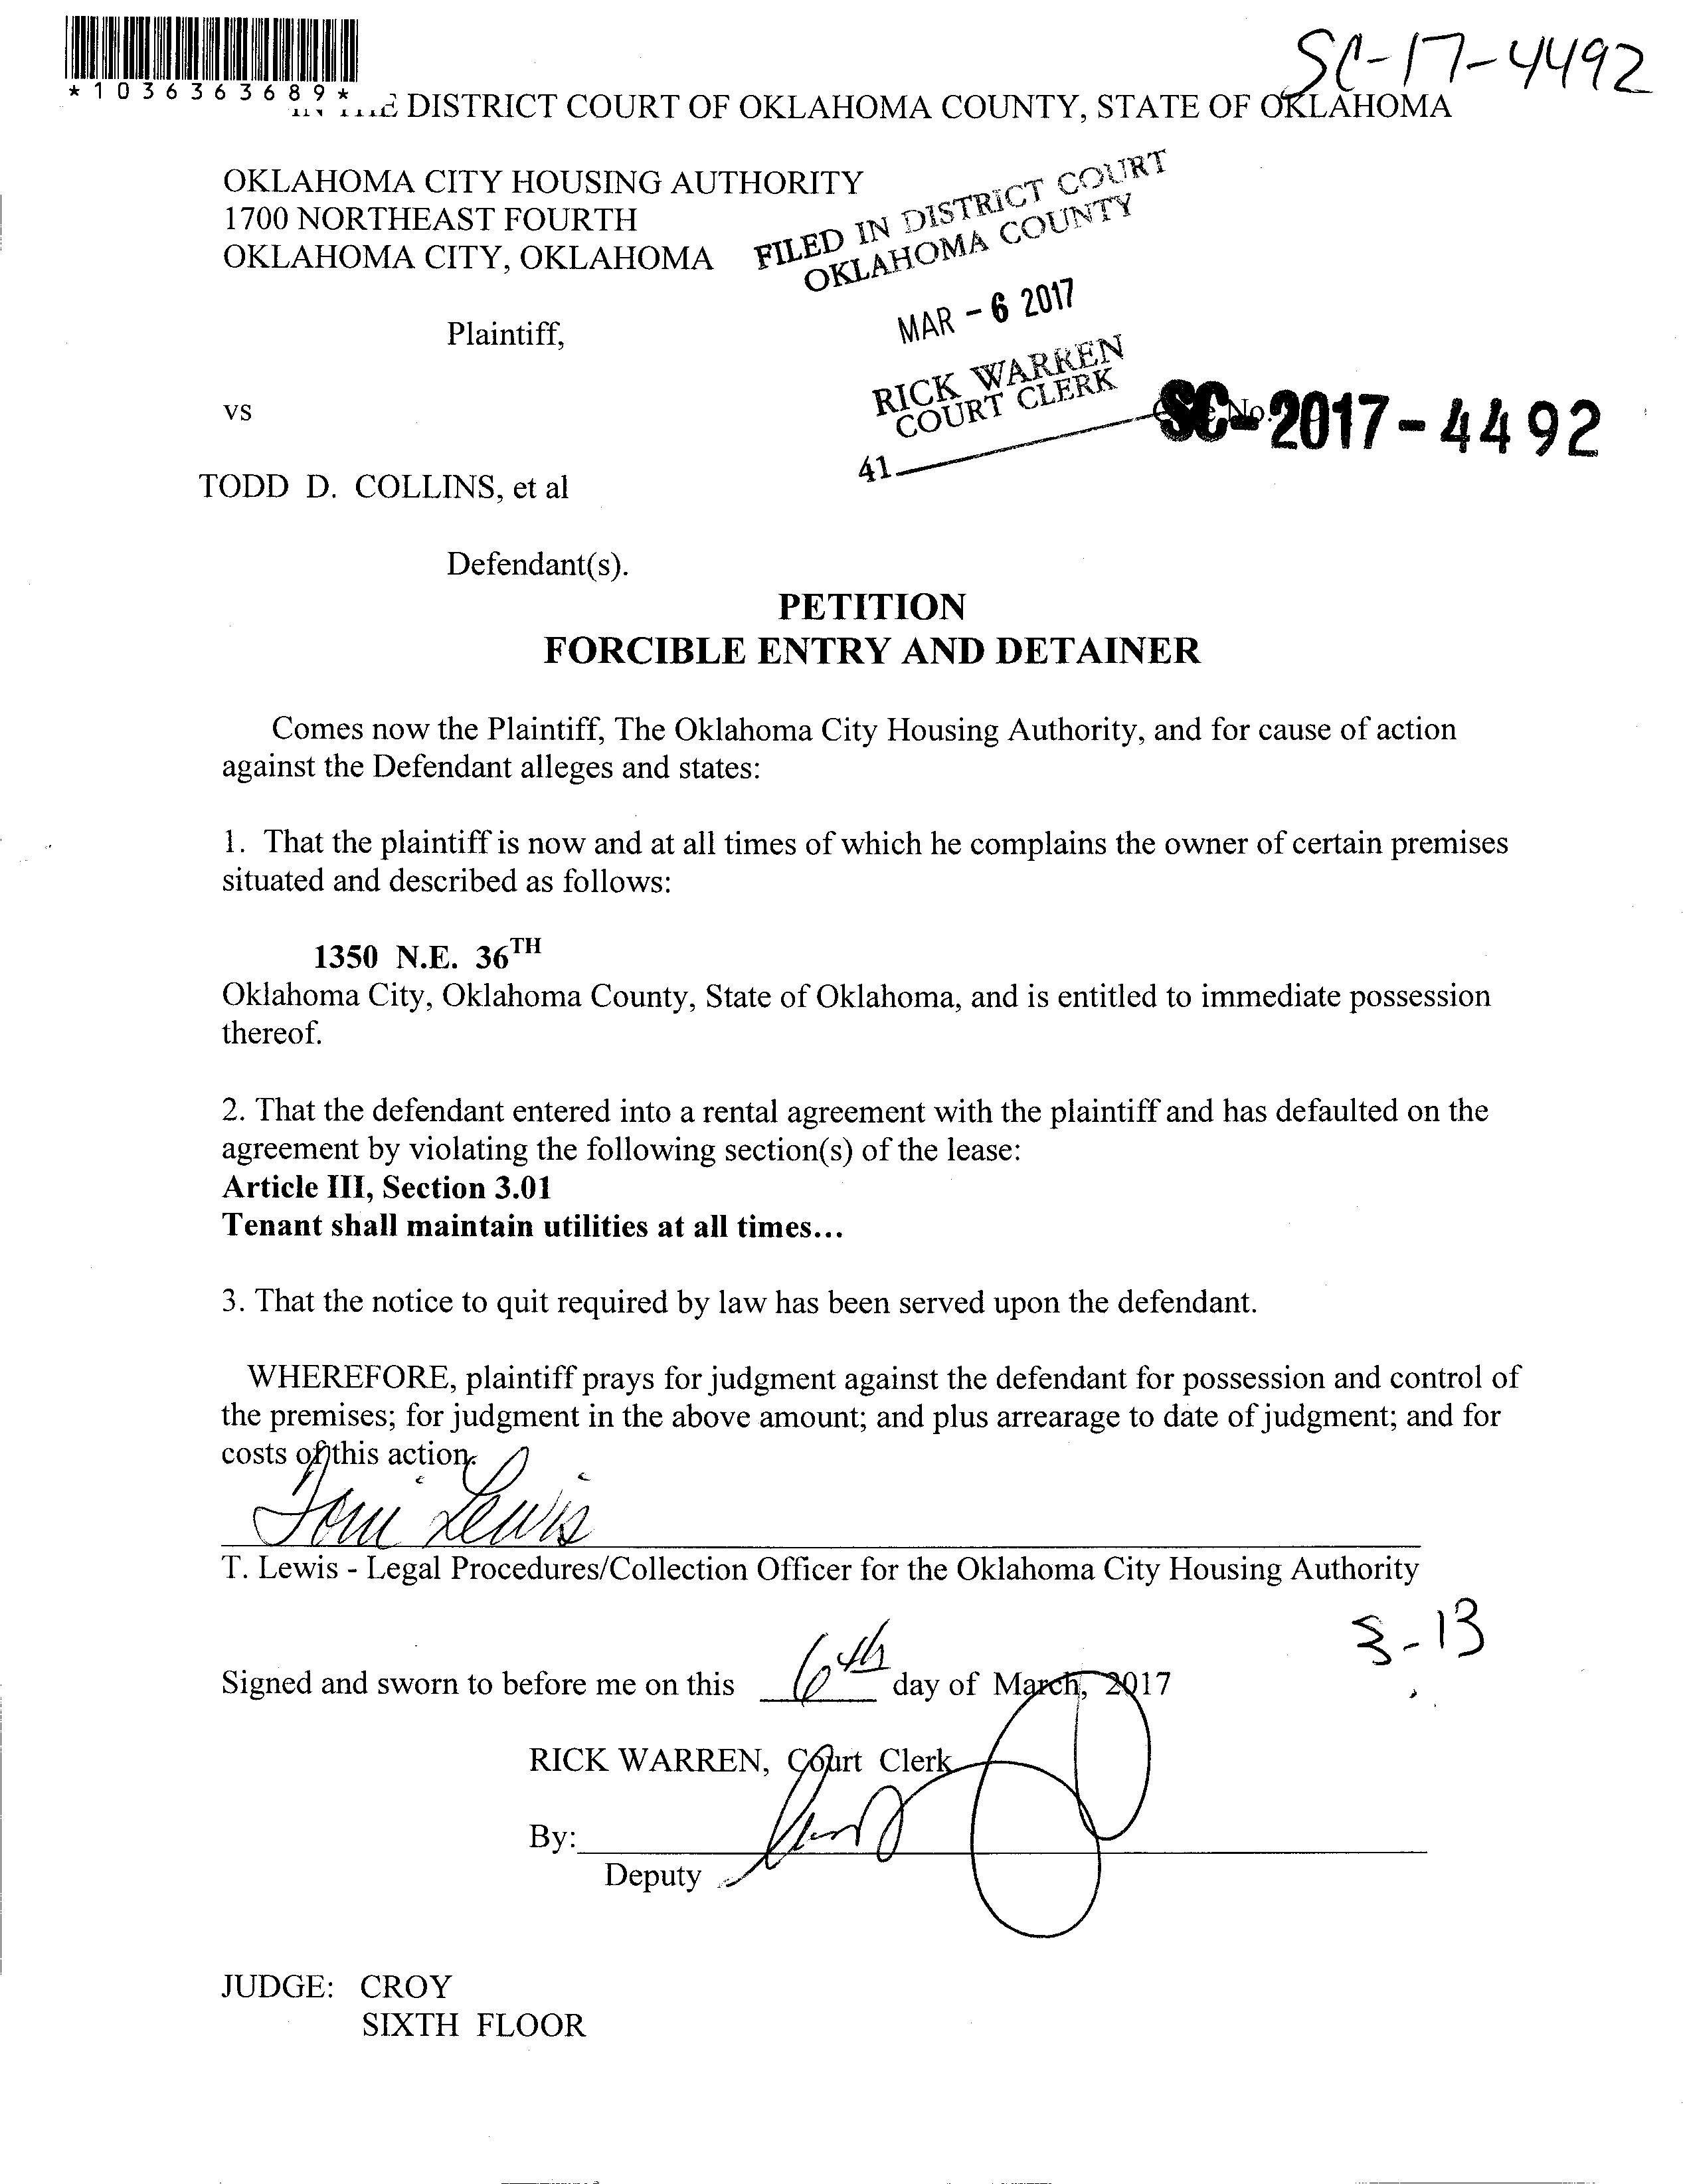 SC-17-4492
*1036363689*
DISTRICT COURT OF OKLAHOMA COUNTY, STATE OF OKLAHOMA
OKLAHOMA CITY HOUSING AUTHORITY
1700 NORTHEAST FOURTH
OKLAHOMA CITY, OKLAHOMA
FILED IN DISTRICT COURT
OKLAHOMA COUNTY
MAR - 6 2017
Plaintiff,
RICK WARREN
COURT CLERK
vs
SC-2017-4492
41
TODD D. COLLINS, et al
Defendant(s).
PETITION
FORCIBLE ENTRY AND DETAINER
Comes now the Plaintiff, The Oklahoma City Housing Authority, and for cause of action
against the Defendant alleges and states:
1. That the plaintiff is now and at all times of which he complains the owner of certain premises
situated and described as follows:
1350 N.E. 36TH
Oklahoma City, Oklahoma County, State of Oklahoma, and is entitled to immediate possession
thereof.
2. That the defendant entered into a rental agreement with the plaintiff and has defaulted on the
agreement by violating the following section(s) of the lease:
Article III, Section 3.01
Tenant shall maintain utilities at all times...
3. That the notice to quit required by law has been served upon the defendant.
WHEREFORE, plaintiff prays for judgment against the defendant for possession and control of
the premises; for judgment in the above amount; and plus arrearage to date of judgment; and for
costs of this action.
Toni Lewis
T. Lewis - Legal Procedures/Collection Officer for the Oklahoma City Housing Authority
3-13
Signed and sworn to before me on this 6th day of March, 2017
RICK WARREN, Court Clerk
By:
Deputy
JUDGE: CROY
SIXTH FLOOR